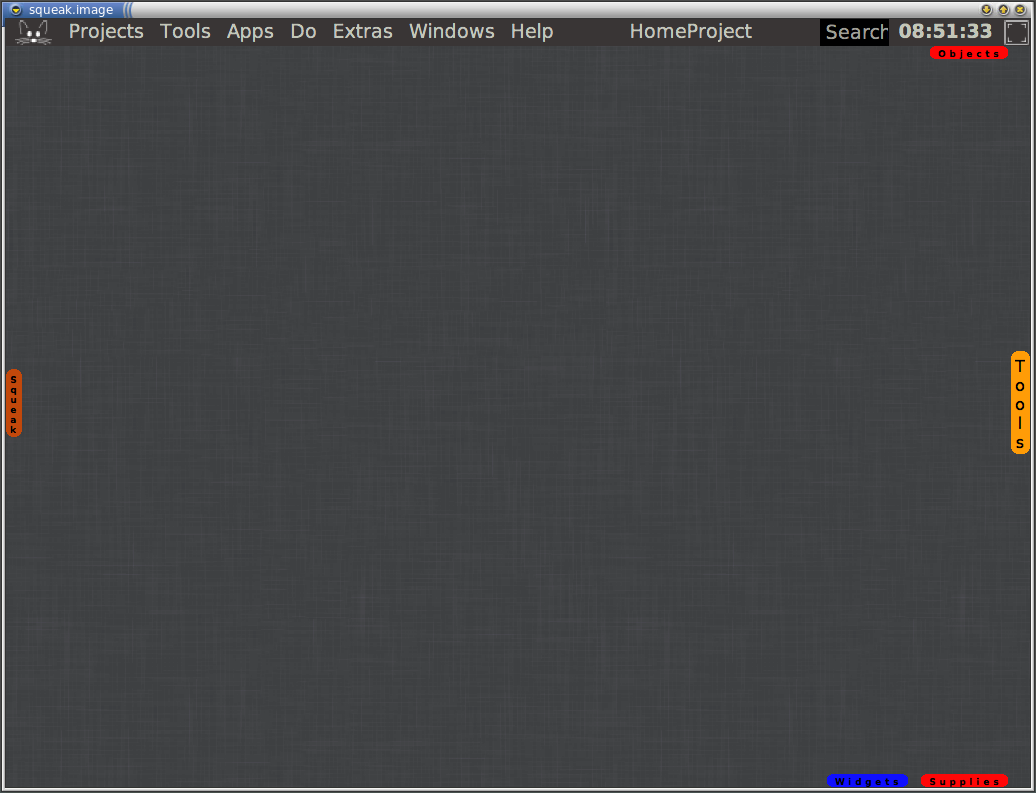 squeak.image
Projects Tools Apps Do Extras Windows Help HomeProject Search 08:51:33
Objects
Squeak
Tools
Widgets Supplies